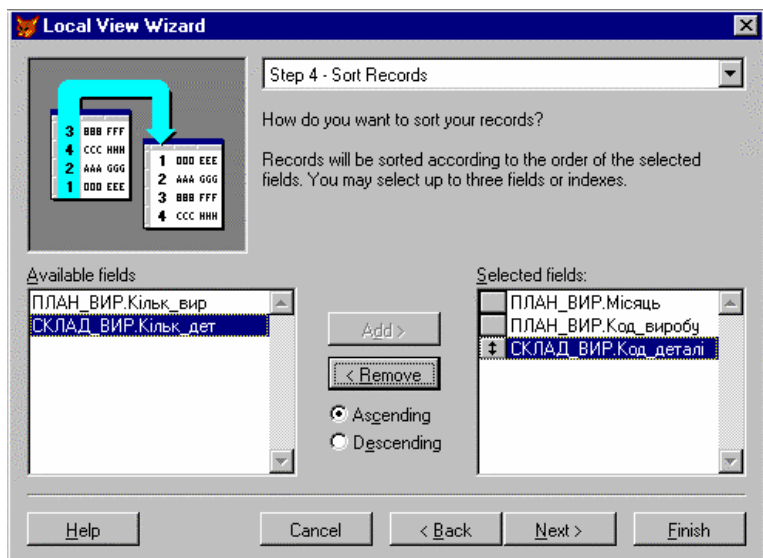 Local View Wizard
Step 4 - Sort Records
How do you want to sort your records?
Records will be sorted according to the order of the selected
fields. You may select up to three fields or indexes.
3 BBB FFF
4 CCC HHH
2 AAA GGG
1 DDD EEE
1 DDD EEE
2 AAA GGG
3 BBB FFF
4 CCC HHH
Available fields
ПЛАН_ВИР.Кільк_вир
СКЛАД_ВИР.Кільк_дет
Add >
< Remove
Ascending
Descending
Selected fields:
ПЛАН_ВИР.Місяць
ПЛАН_ВИР.Код_виробу
СКЛАД_ВИР.Код_деталі
Help
Cancel
< Back
Next >
Finish